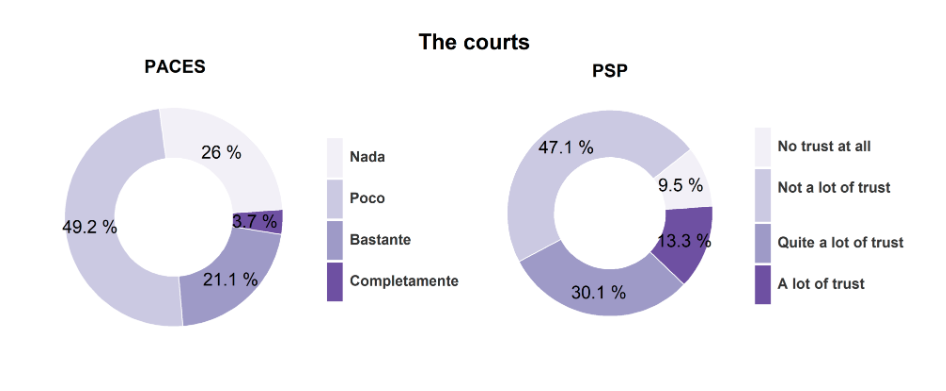 The courts
PACES
26 %
49.2 %
3.7 %
21.1 %
Nada
Poco
Bastante
Completamente
PSP
47.1 %
9.5 %
13.3 %
30.1 %
No trust at all
Not a lot of trust
Quite a lot of trust
A lot of trust